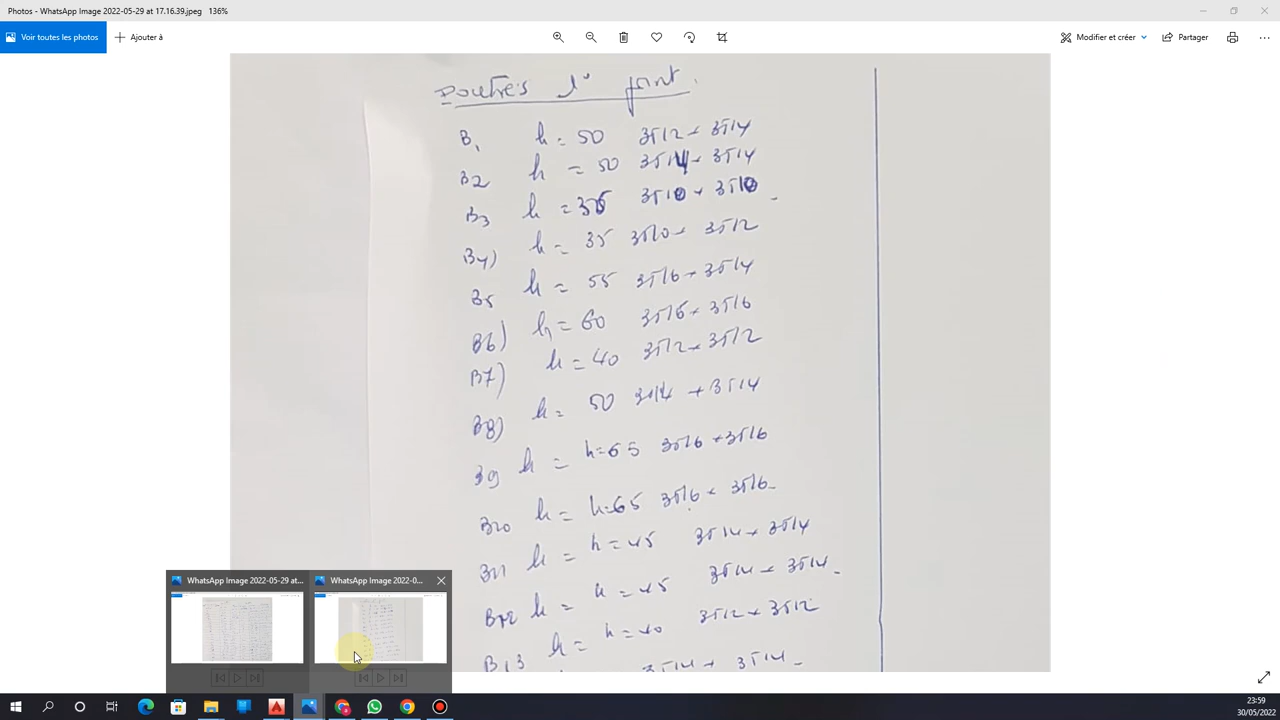 Photos - WhatsApp Image 2022-05-29 at 17.16.39.jpeg 136%
Voir toutes les photos
Ajouter à
Modifier et créer
Partager
Poutres
B1 h = 50 3T12 + 3T14
B2 h = 50 3T14 + 3T14
B3 h = 35 3T10 + 3T10
B4) h = 35 3T10 + 3T12
B5 h = 55 3T16 + 3T14
B6) h = 60 3T16 + 3T16
B7) h = 40 3T12 + 3T12
B8) h = 50 3T14 + 3T14
B9 h = h=65 3T16 + 3T16
B10 h = h=65 3T16 + 3T16
B11 h = h=45 3T14 + 3T14
B12 h = h=45 3T14 + 3T14
B13 h = h=40 3T12 + 3T12
3T14 + 3T14
WhatsApp Image 2022-05-29 at...
WhatsApp Image 2022-0...
23:59
30/05/2022